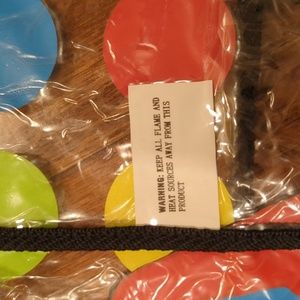 WARNING: KEEP ALL FLAME AND
HEAT SOURCES AWAY FROM THIS
PRODUCT